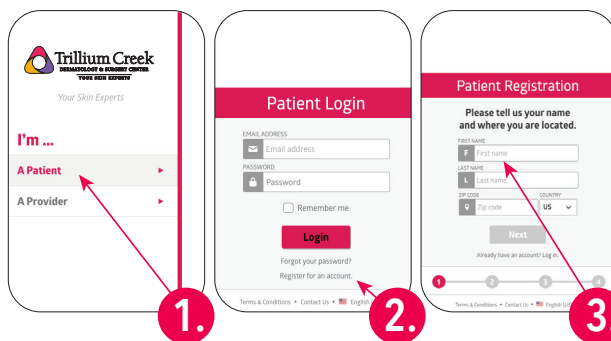 Trillium Creek
DERMATOLOGY & SURGERY CENTER
YOUR SKIN EXPERTS
Your Skin Experts
I'm ...
A Patient
A Provider
1.
Patient Login
EMAIL ADDRESS
Email address
PASSWORD
Password
Remember me
Login
Forgot your password?
Register for an account.
Terms & Conditions • Contact Us • English
2.
Patient Registration
Please tell us your name
and where you are located.
FIRST NAME
F First name
LAST NAME
L Last name
ZIP CODE COUNTRY
Zip code US
Next
Already have an account? Log in.
1 2 3 4
Terms & Conditions • Contact Us • English
3.